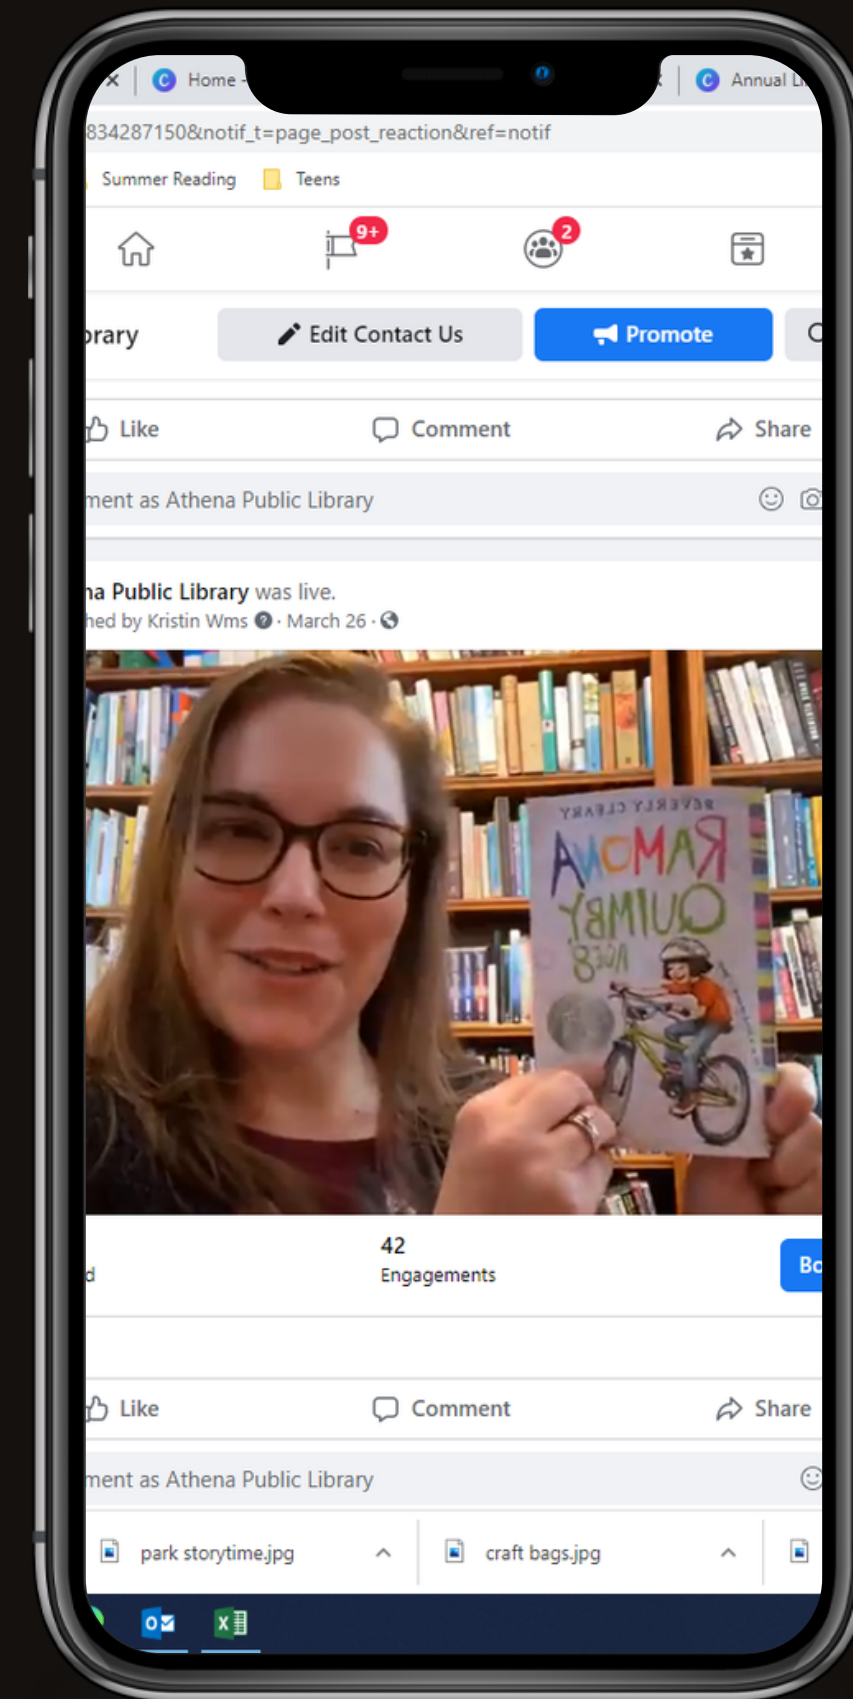 Home -
Annual Li
834287150&notif_t=page_post_reaction&ref=notif
Summer Reading Teens
9+ 2
brary Edit Contact Us Promote
Like Comment Share
ment as Athena Public Library
na Public Library was live.
hed by Kristin Wms · March 26 ·
BEVERLY CLEARY
RAMONA
QUIMBY,
AGE 8
42
d Engagements
Bo
Like Comment Share
ment as Athena Public Library
park storytime.jpg craft bags.jpg